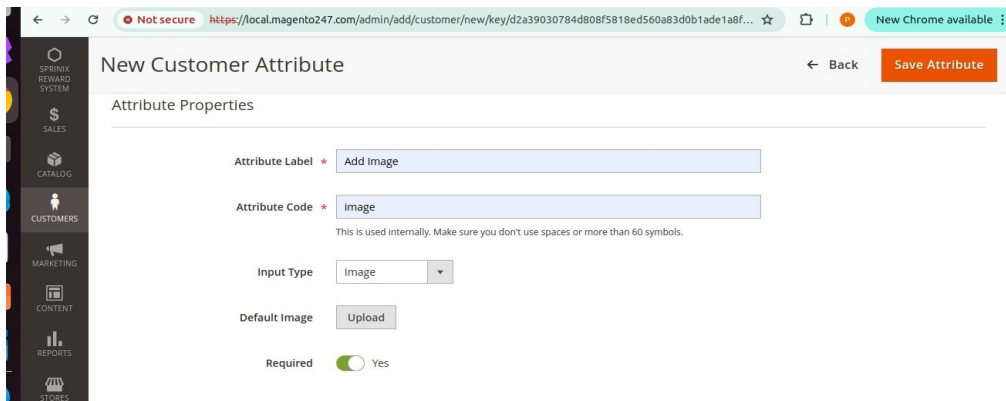 Not secure https://local.magento247.com/admin/add/customer/new/key/d2a39030784d808f5818ed560a83d0b1ade1a8f... P New Chrome available
SPRINIX
REWARD
SYSTEM
New Customer Attribute
← Back
Save Attribute
Attribute Properties
$
SALES
Attribute Label * Add Image
CATALOG
Attribute Code * image
This is used internally. Make sure you don't use spaces or more than 60 symbols.
CUSTOMERS
MARKETING
Input Type Image
CONTENT
Default Image Upload
REPORTS
Required Yes
STORES